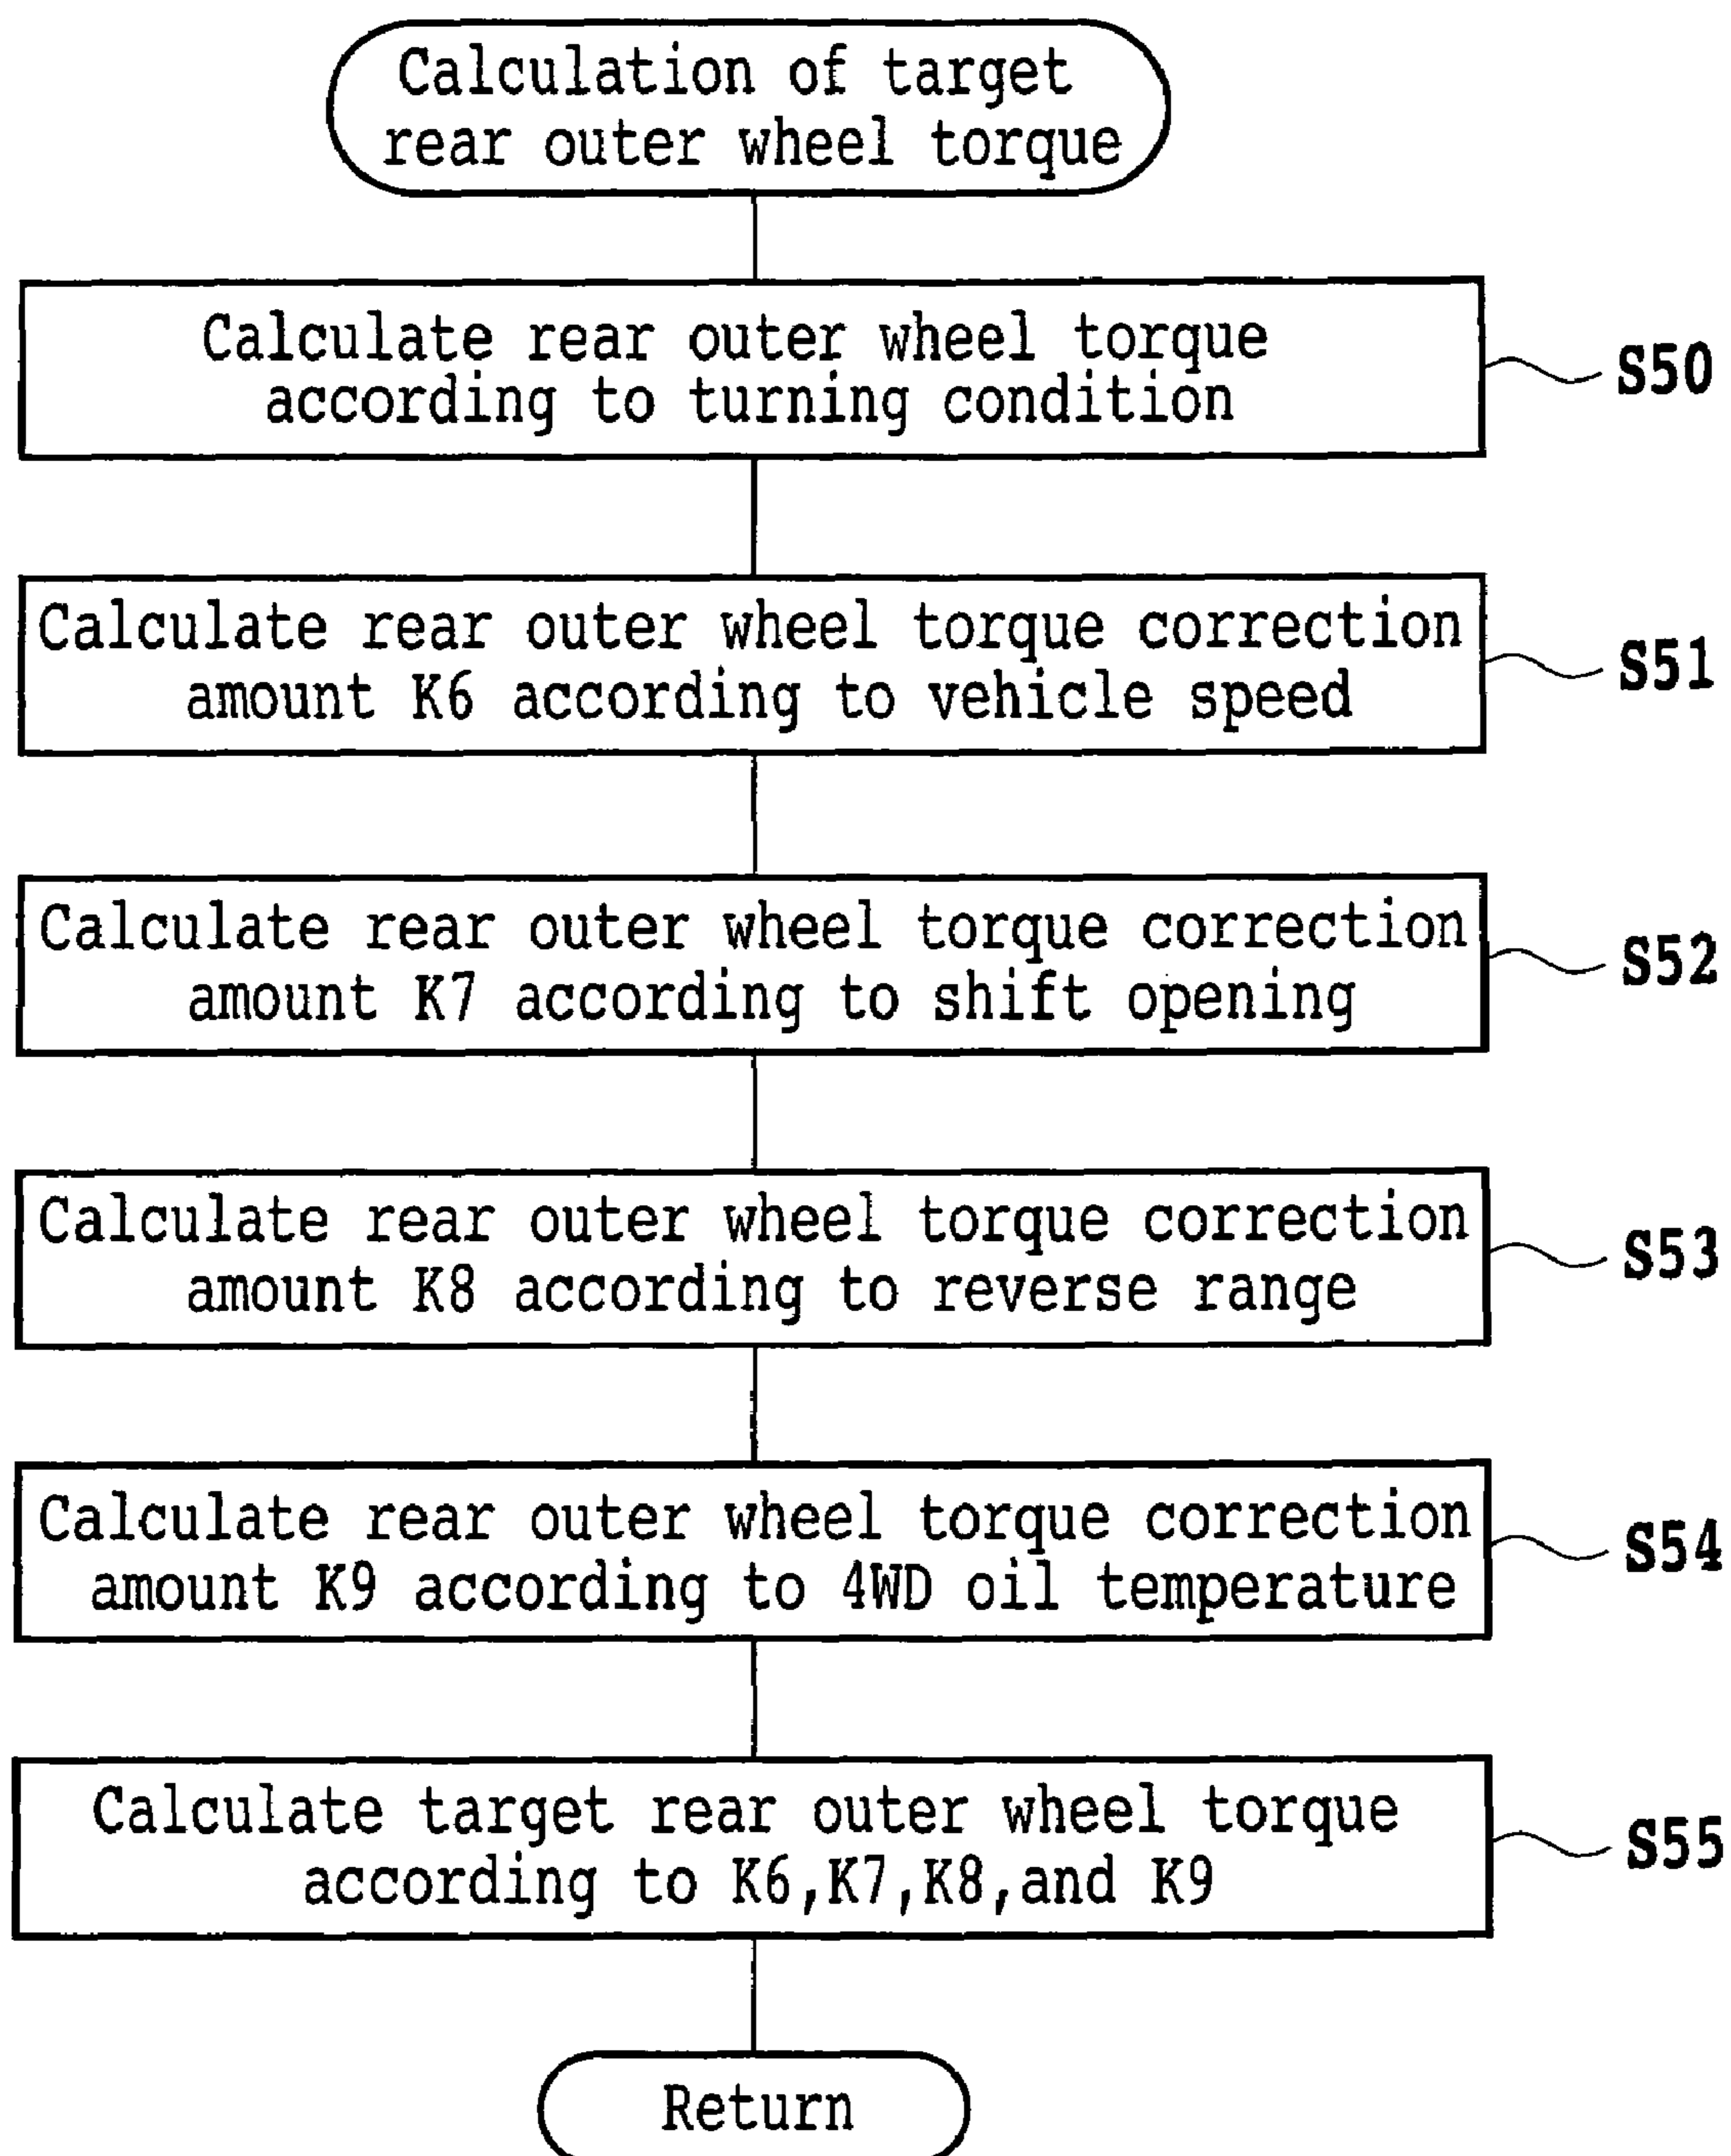 Calculation of target
rear outer wheel torque
Calculate rear outer wheel torque
according to turning condition
S50
Calculate rear outer wheel torque correction
amount K6 according to vehicle speed
S51
Calculate rear outer wheel torque correction
amount K7 according to shift opening
S52
Calculate rear outer wheel torque correction
amount K8 according to reverse range
S53
Calculate rear outer wheel torque correction
amount K9 according to 4WD oil temperature
S54
Calculate target rear outer wheel torque
according to K6,K7,K8,and K9
S55
Return